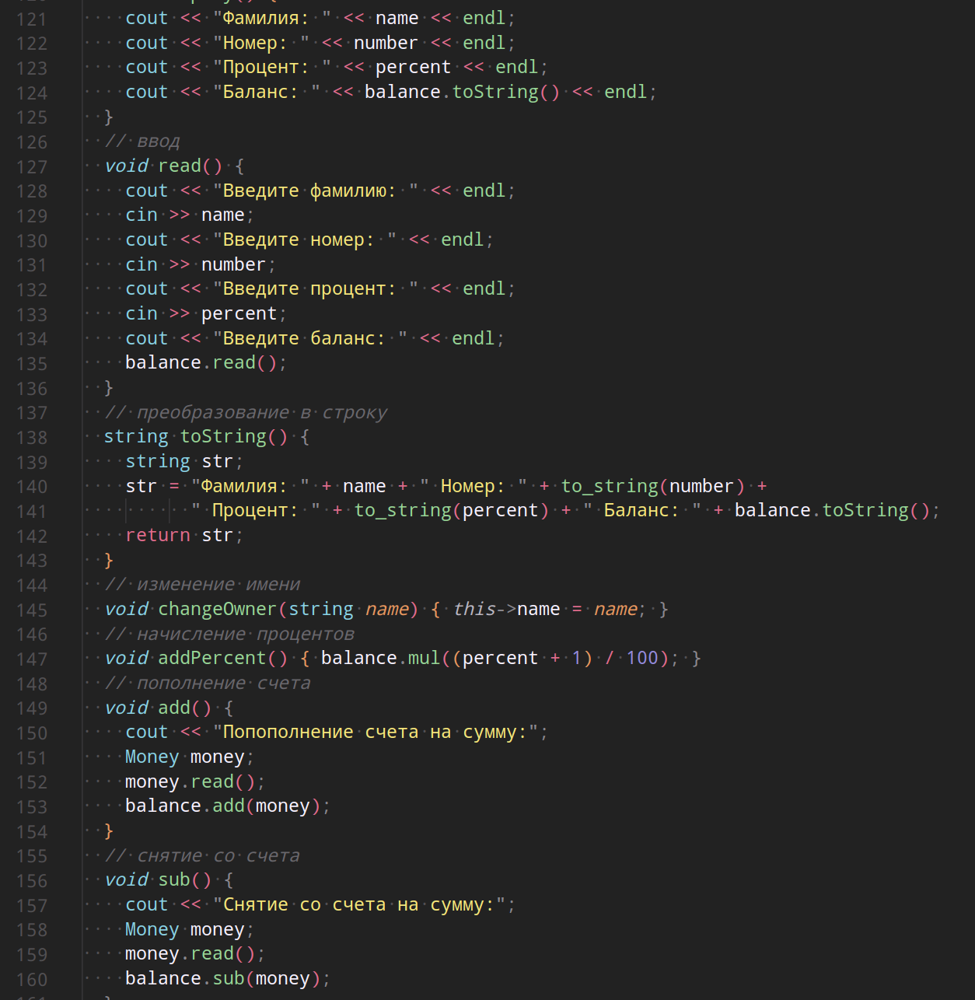 121 cout << "Фамилия: " << name << endl;
122 cout << "Номер: " << number << endl;
123 cout << "Процент: " << percent << endl;
124 cout << "Баланс: " << balance.toString() << endl;
125 }
126 // ввод
127 void read() {
128 cout << "Введите фамилию: " << endl;
129 cin >> name;
130 cout << "Введите номер: " << endl;
131 cin >> number;
132 cout << "Введите процент: " << endl;
133 cin >> percent;
134 cout << "Введите баланс: " << endl;
135 balance.read();
136 }
137 // преобразование в строку
138 string toString() {
139 string str;
140 str = "Фамилия: " + name + " Номер: " + to_string(number) +
141 " Процент: " + to_string(percent) + " Баланс: " + balance.toString();
142 return str;
143 }
144 // изменение имени
145 void changeOwner(string name) { this->name = name; }
146 // начисление процентов
147 void addPercent() { balance.mul((percent + 1) / 100); }
148 // пополнение счета
149 void add() {
150 cout << "Попополнение счета на сумму:";
151 Money money;
152 money.read();
153 balance.add(money);
154 }
155 // снятие со счета
156 void sub() {
157 cout << "Снятие со счета на сумму:";
158 Money money;
159 money.read();
160 balance.sub(money);